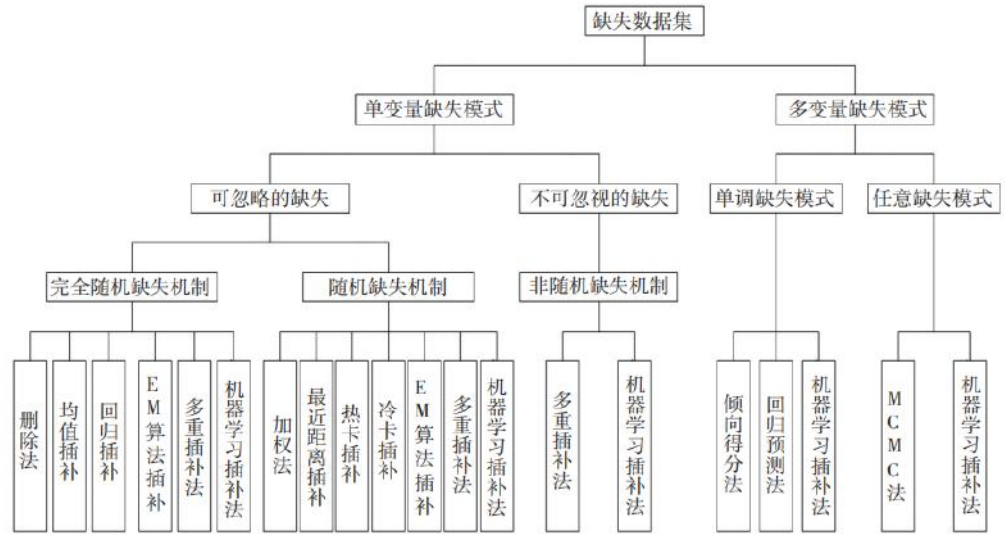 缺失数据集
单变量缺失模式
多变量缺失模式
可忽略的缺失
不可忽视的缺失
单调缺失模式
任意缺失模式
完全随机缺失机制
随机缺失机制
非随机缺失机制
删除法
均值插补
回归插补
EM算法插补
多重插补法
机器学习插补法
加权法
最近距离插补
热卡插补
冷卡插补
EM算法插补
多重插补法
机器学习插补法
多重插补法
机器学习插补法
倾向得分法
回归预测法
机器学习插补法
MCMC法
机器学习插补法